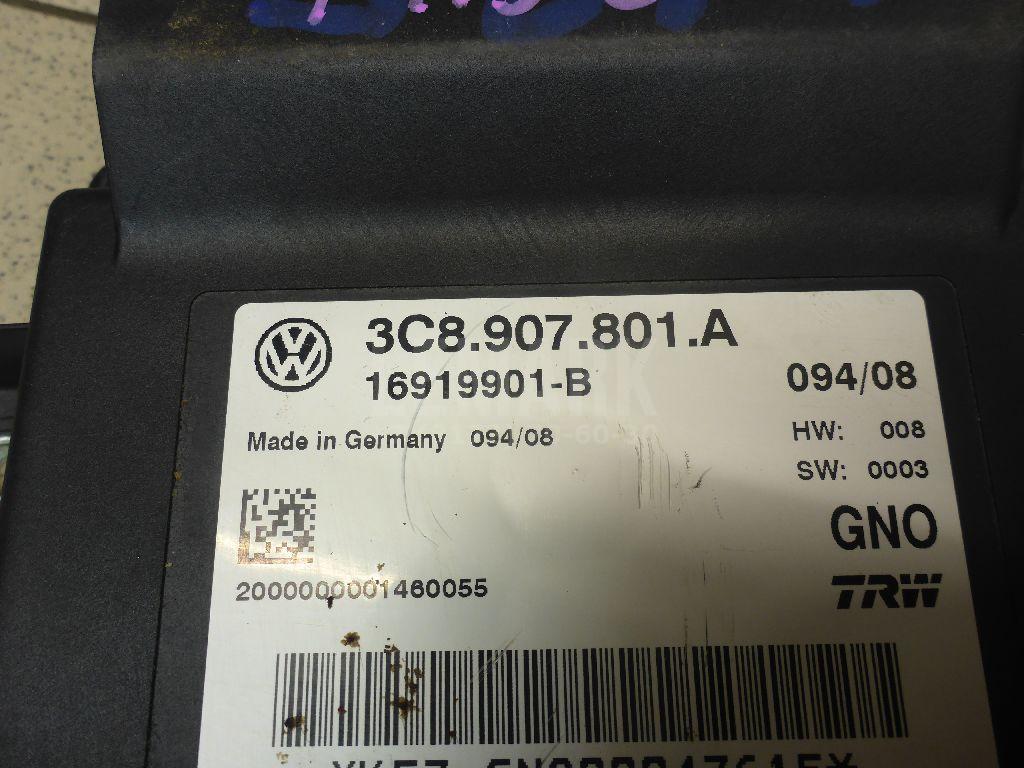 3C8.907.801.A
16919901-B
094/08
Made in Germany 094/08
HW: 008
SW: 0003
GNO
2000000001460055
TRW